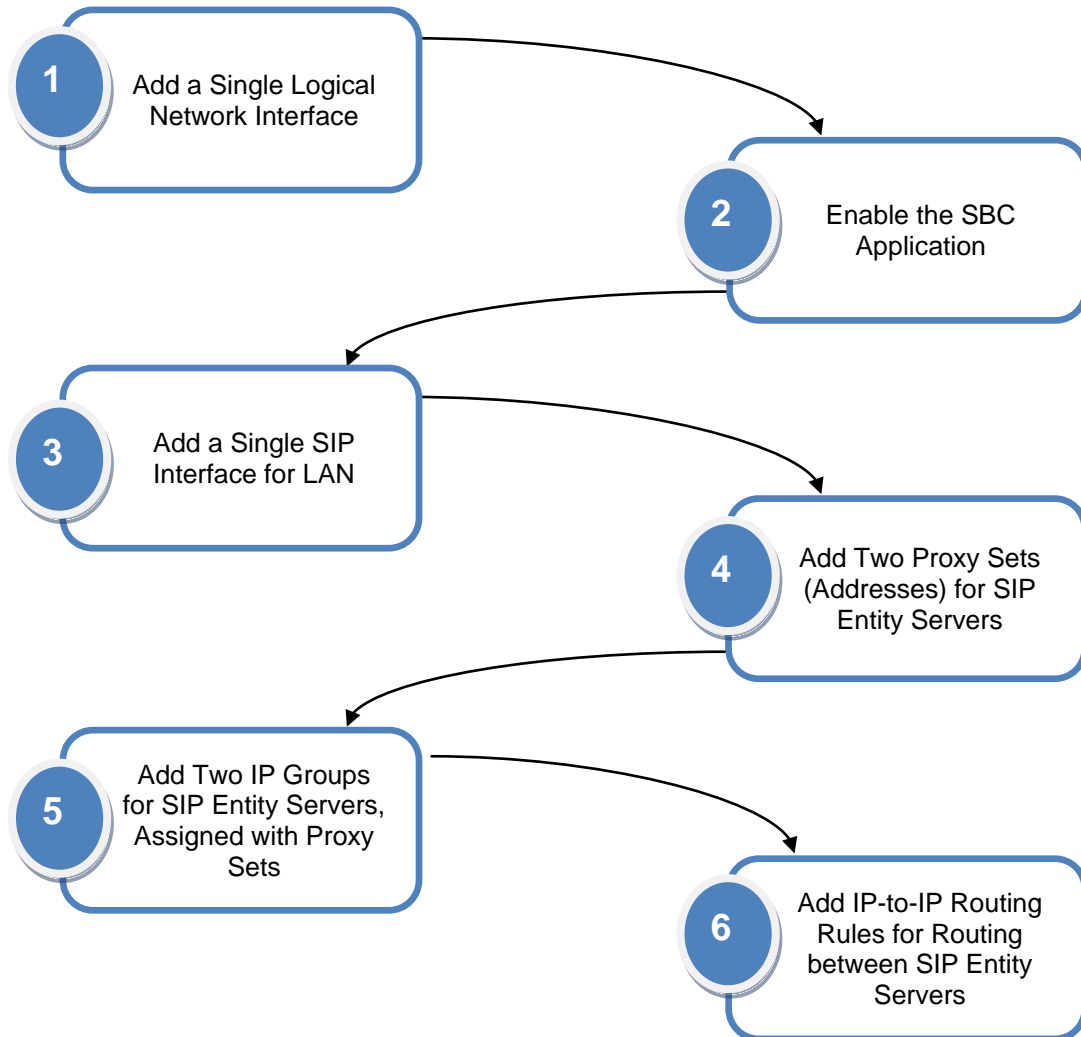 1
Add a Single Logical
Network Interface
2
Enable the SBC
Application
3
Add a Single SIP
Interface for LAN
4
Add Two Proxy Sets
(Addresses) for SIP
Entity Servers
5
Add Two IP Groups
for SIP Entity Servers,
Assigned with Proxy
Sets
6
Add IP-to-IP Routing
Rules for Routing
between SIP Entity
Servers